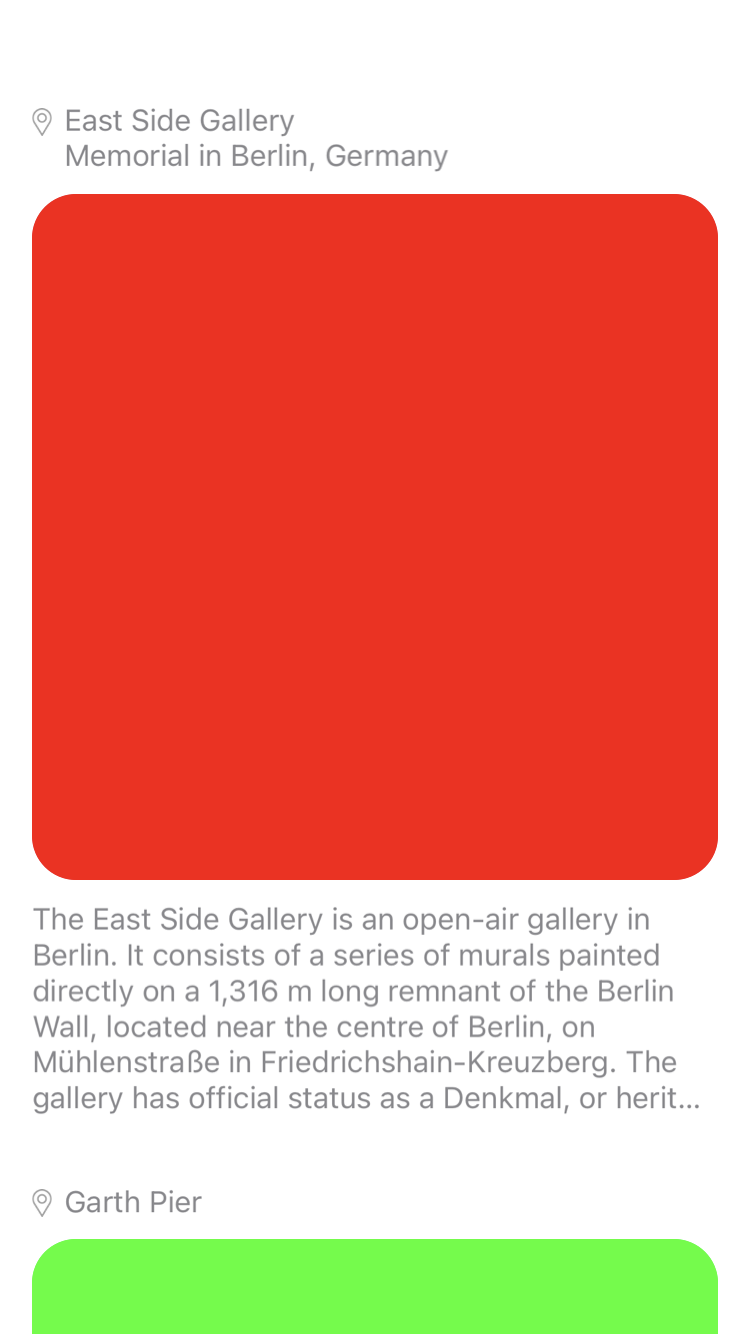 East Side Gallery
Memorial in Berlin, Germany
The East Side Gallery is an open-air gallery in
Berlin. It consists of a series of murals painted
directly on a 1,316 m long remnant of the Berlin
Wall, located near the centre of Berlin, on
Mühlenstraße in Friedrichshain-Kreuzberg. The
gallery has official status as a Denkmal, or herit...
Garth Pier